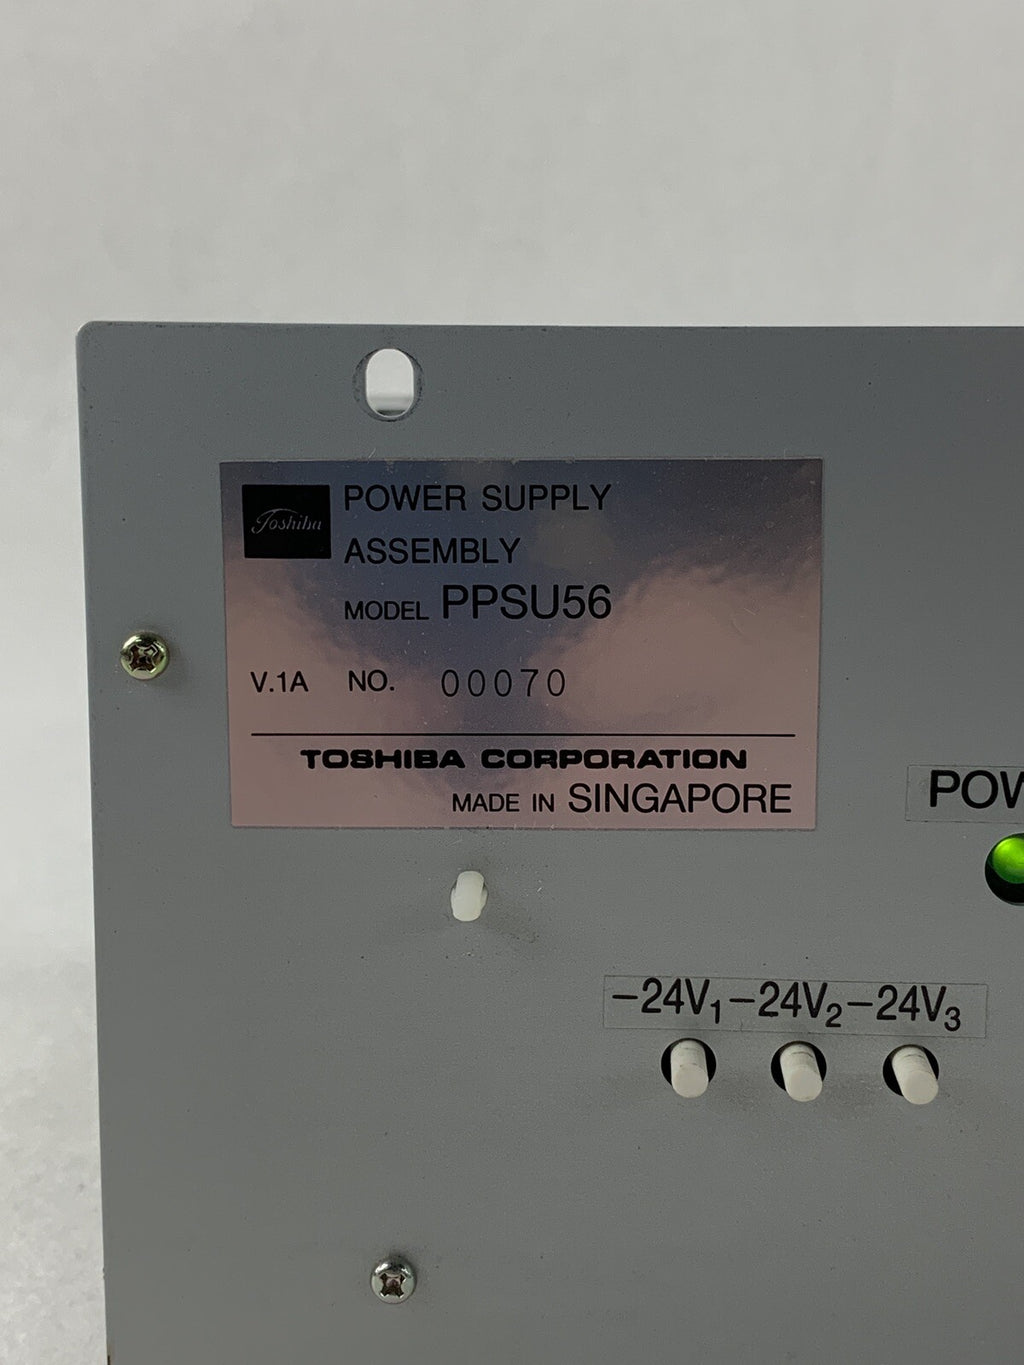 Toshiba
POWER SUPPLY
ASSEMBLY
MODEL PPSU56
V.1A NO. 00070
TOSHIBA CORPORATION
MADE IN SINGAPORE
POW
-24V₁-24V₂-24V₃